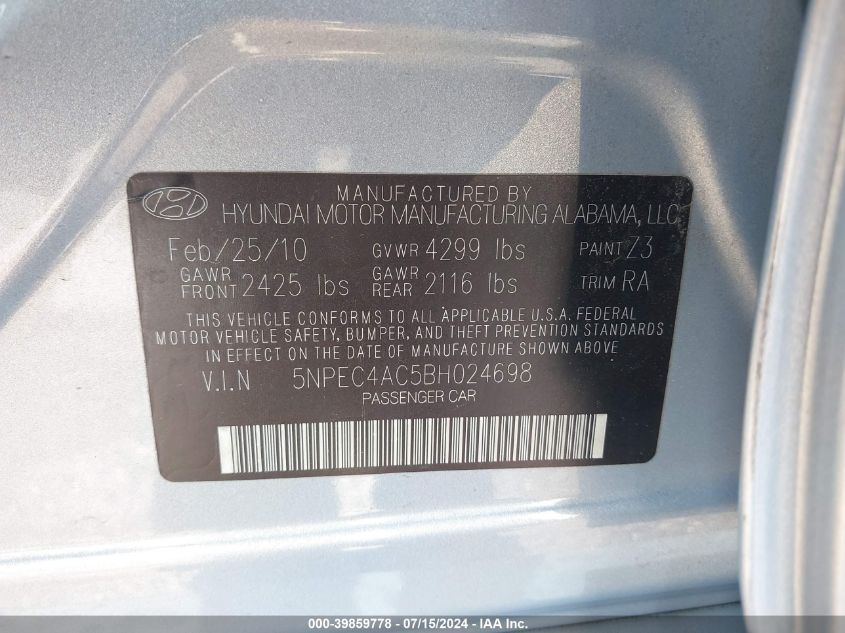 MANUFACTURED BY
HYUNDAI MOTOR MANUFACTURING ALABAMA, LLC
Feb/25/10 GVWR 4299 lbs PAINT Z3
GAWR FRONT 2425 lbs GAWR REAR 2116 lbs TRIM RA
THIS VEHICLE CONFORMS TO ALL APPLICABLE U.S.A. FEDERAL
MOTOR VEHICLE SAFETY, BUMPER, AND THEFT PREVENTION STANDARDS
IN EFFECT ON THE DATE OF MANUFACTURE SHOWN ABOVE
V.I.N 5NPEC4AC5BH024698
PASSENGER CAR
000-39859778 - 07/15/2024 - IAA Inc.